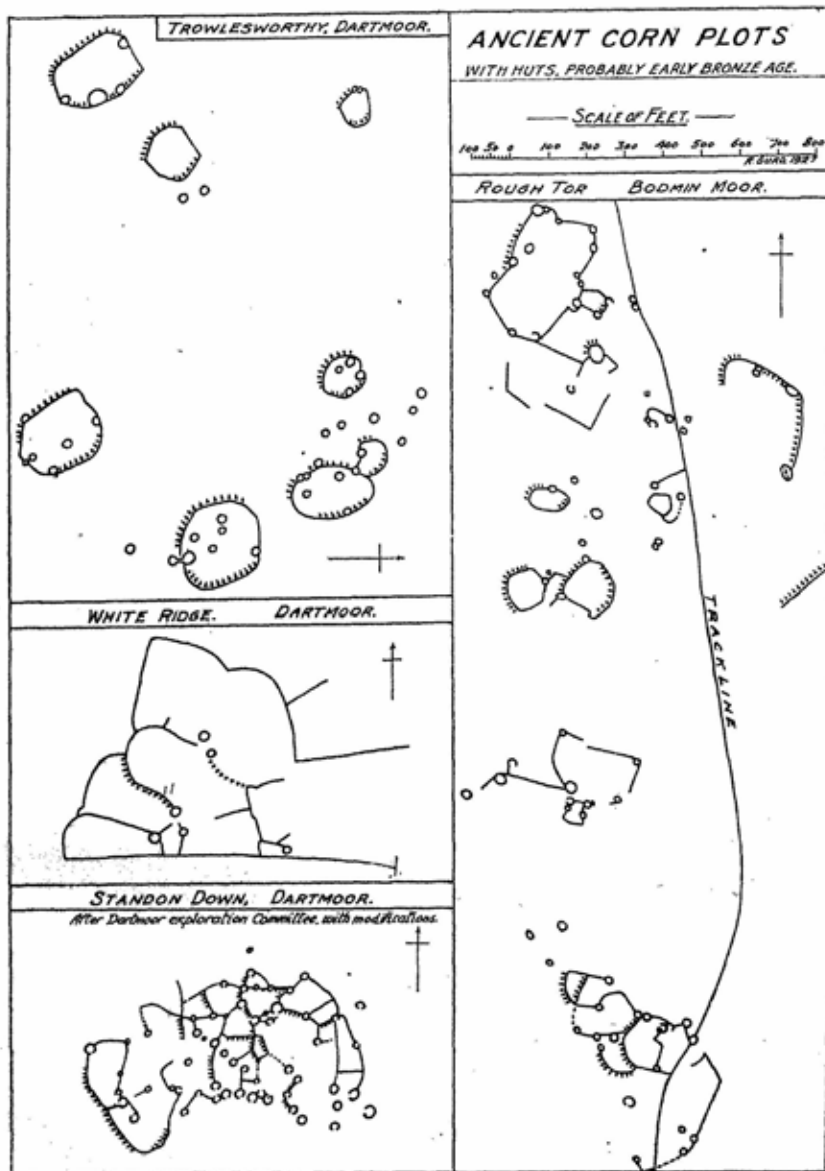 TROWLESWORTHY, DARTMOOR.
ANCIENT CORN PLOTS
WITH HUTS, PROBABLY EARLY BRONZE AGE.
SCALE OF FEET.
100 50 0 100 200 300 400 500 600 700 800
ROUGH TOR BODMIN MOOR.
TRACKLINE
WHITE RIDGE. DARTMOOR.
STANDON DOWN, DARTMOOR.
After Dartmoor exploration Committee, with modifications.